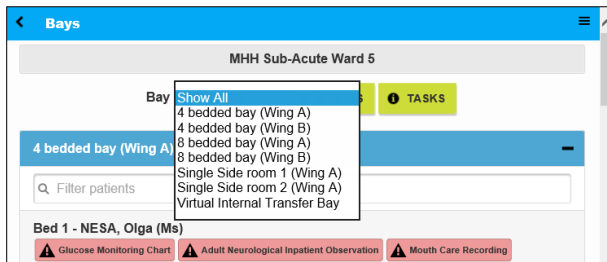 Bays
MHH Sub-Acute Ward 5
Bay Show All S TASKS
4 bedded bay (Wing A)
4 bedded bay (Wing B)
8 bedded bay (Wing A)
8 bedded bay (Wing B)
Single Side room 1 (Wing A)
Single Side room 2 (Wing A)
Virtual Internal Transfer Bay
4 bedded bay (Wing A)
Filter patients
Bed 1 - NESA, Olga (Ms)
Glucose Monitoring Chart Adult Neurological Inpatient Observation Mouth Care Recording